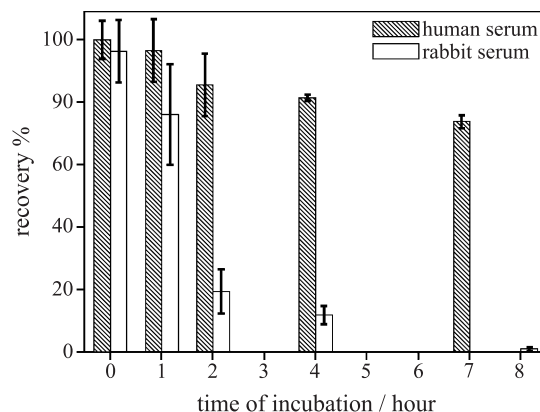 100
90
60
40
20
0
recovery %
human serum
rabbit serum
0 1 2 3 4 5 6 7 8
time of incubation / hour